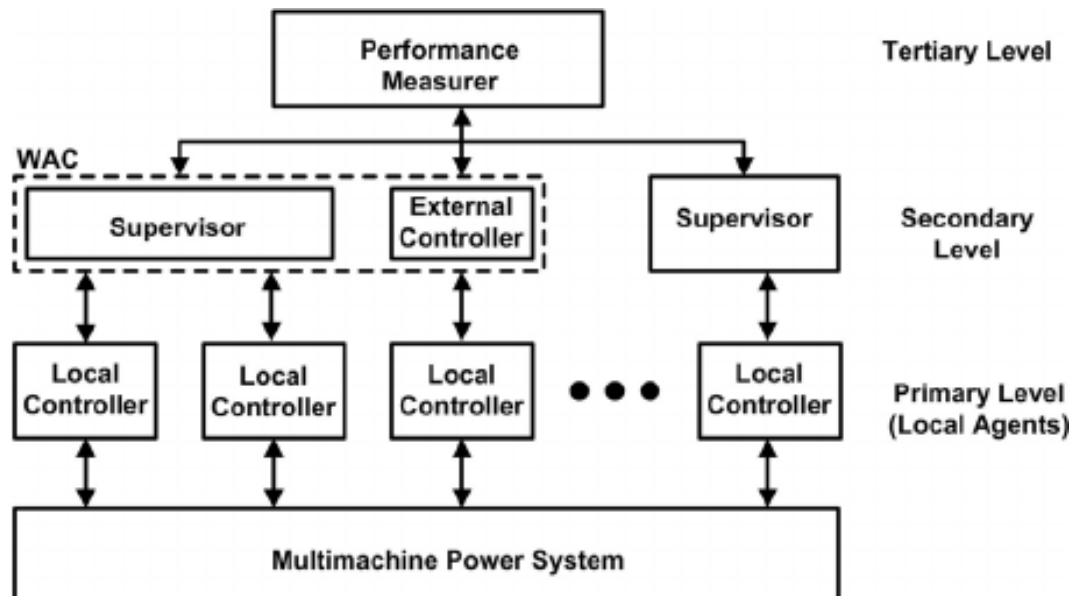 Performance
Measurer
Tertiary Level
WAC
Supervisor
External
Controller
Supervisor
Secondary
Level
Local
Controller
Local
Controller
Local
Controller
Local
Controller
Primary Level
(Local Agents)
Multimachine Power System